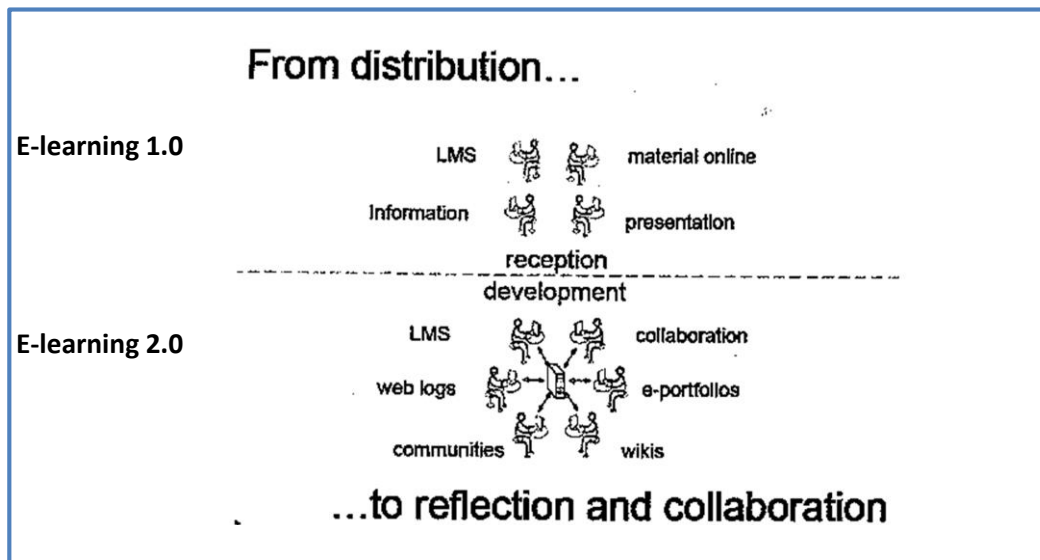 From distribution...
E-learning 1.0
LMS material online
Information presentation
reception
development
E-learning 2.0
LMS collaboration
web logs e-portfolios
communities wikis
...to reflection and collaboration